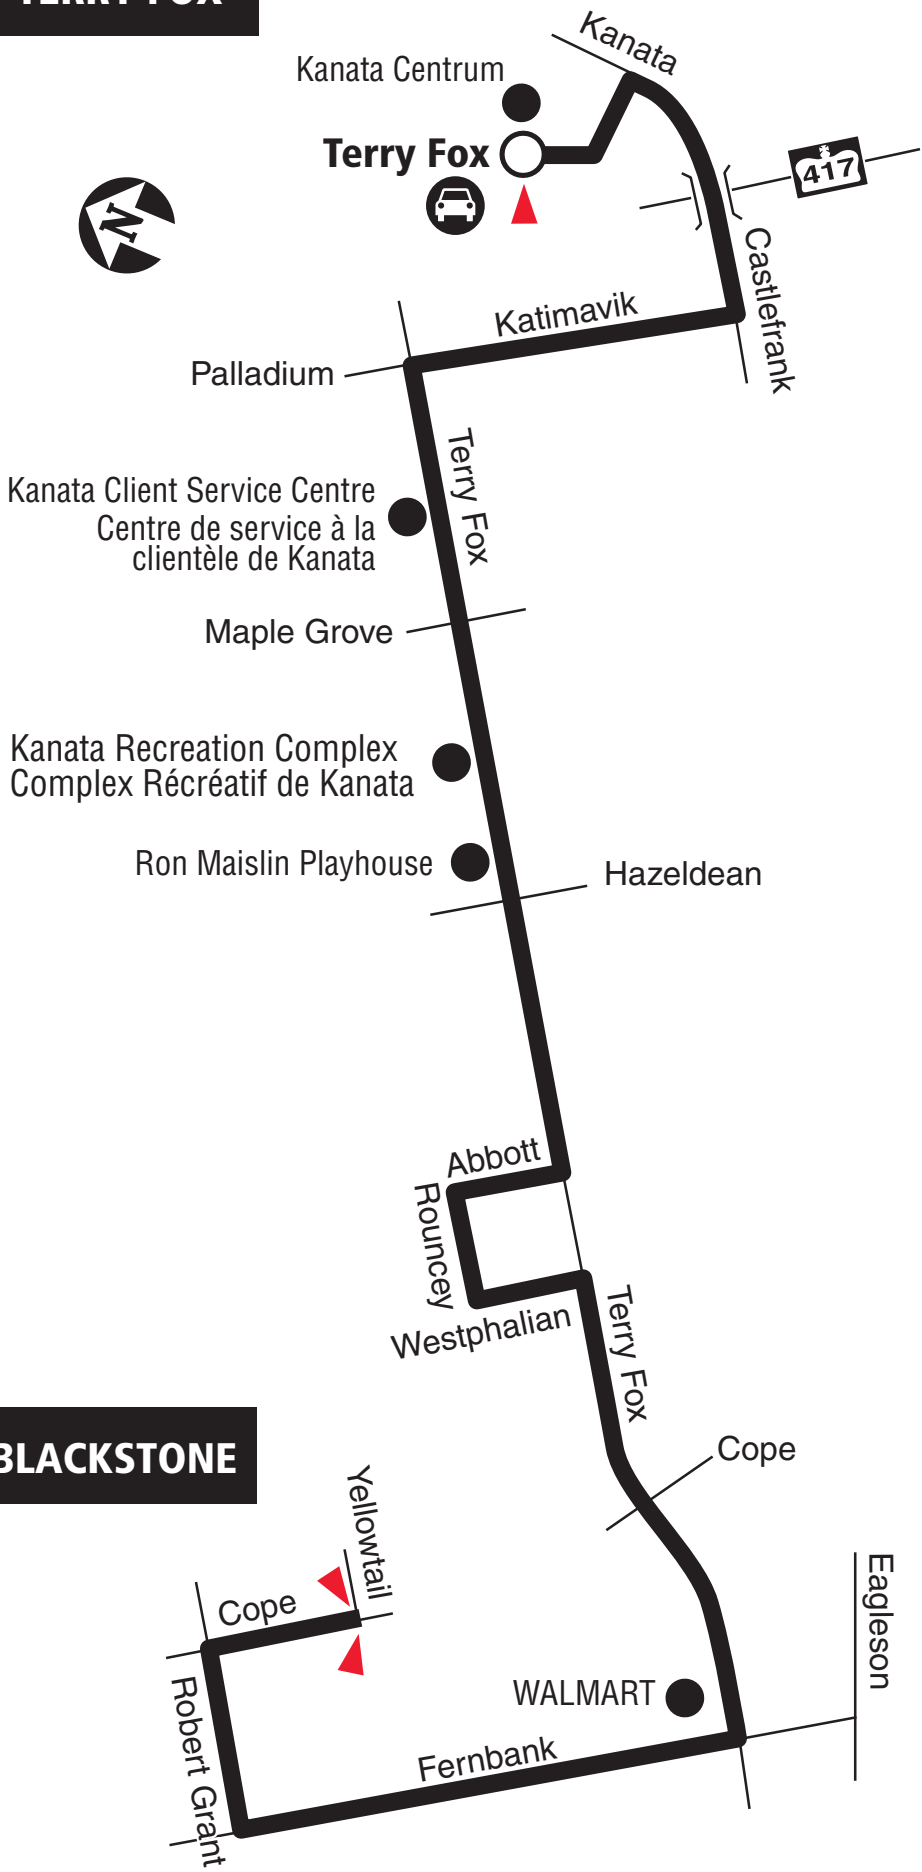 TERRY FOX
Kanata
Kanata Centrum
Terry Fox
417
N
Castlefrank
Katimavik
Palladium
Terry Fox
Kanata Client Service Centre
Centre de service à la
clientèle de Kanata
Maple Grove
Kanata Recreation Complex
Complex Récréatif de Kanata
Ron Maislin Playhouse
Hazeldean
Abbott
Rouncey
Westphalian
Terry Fox
BLACKSTONE
Cope
Yellowtail
Eagleson
Cope
WALMART
Robert Grant
Fernbank